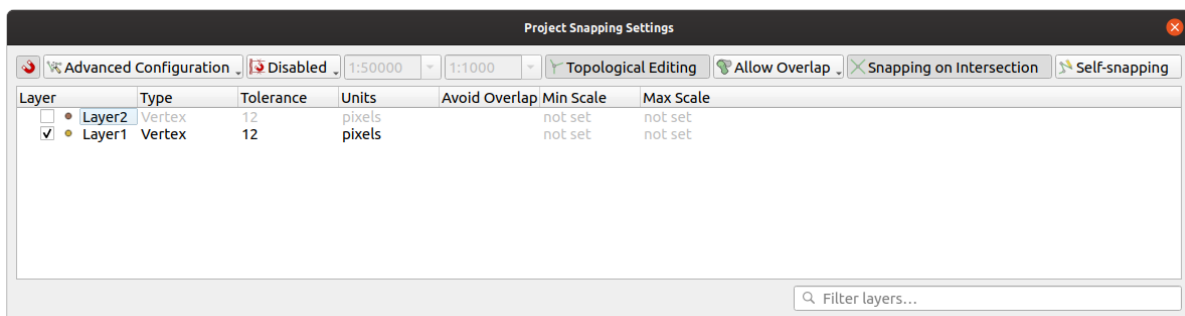 Project Snapping Settings
Advanced Configuration Disabled 1:50000 1:1000 Topological Editing Allow Overlap Snapping on Intersection Self-snapping
Layer Type Tolerance Units Avoid Overlap Min Scale Max Scale
Layer2 Vertex 12 pixels not set not set
Layer1 Vertex 12 pixels not set not set
Filter layers...